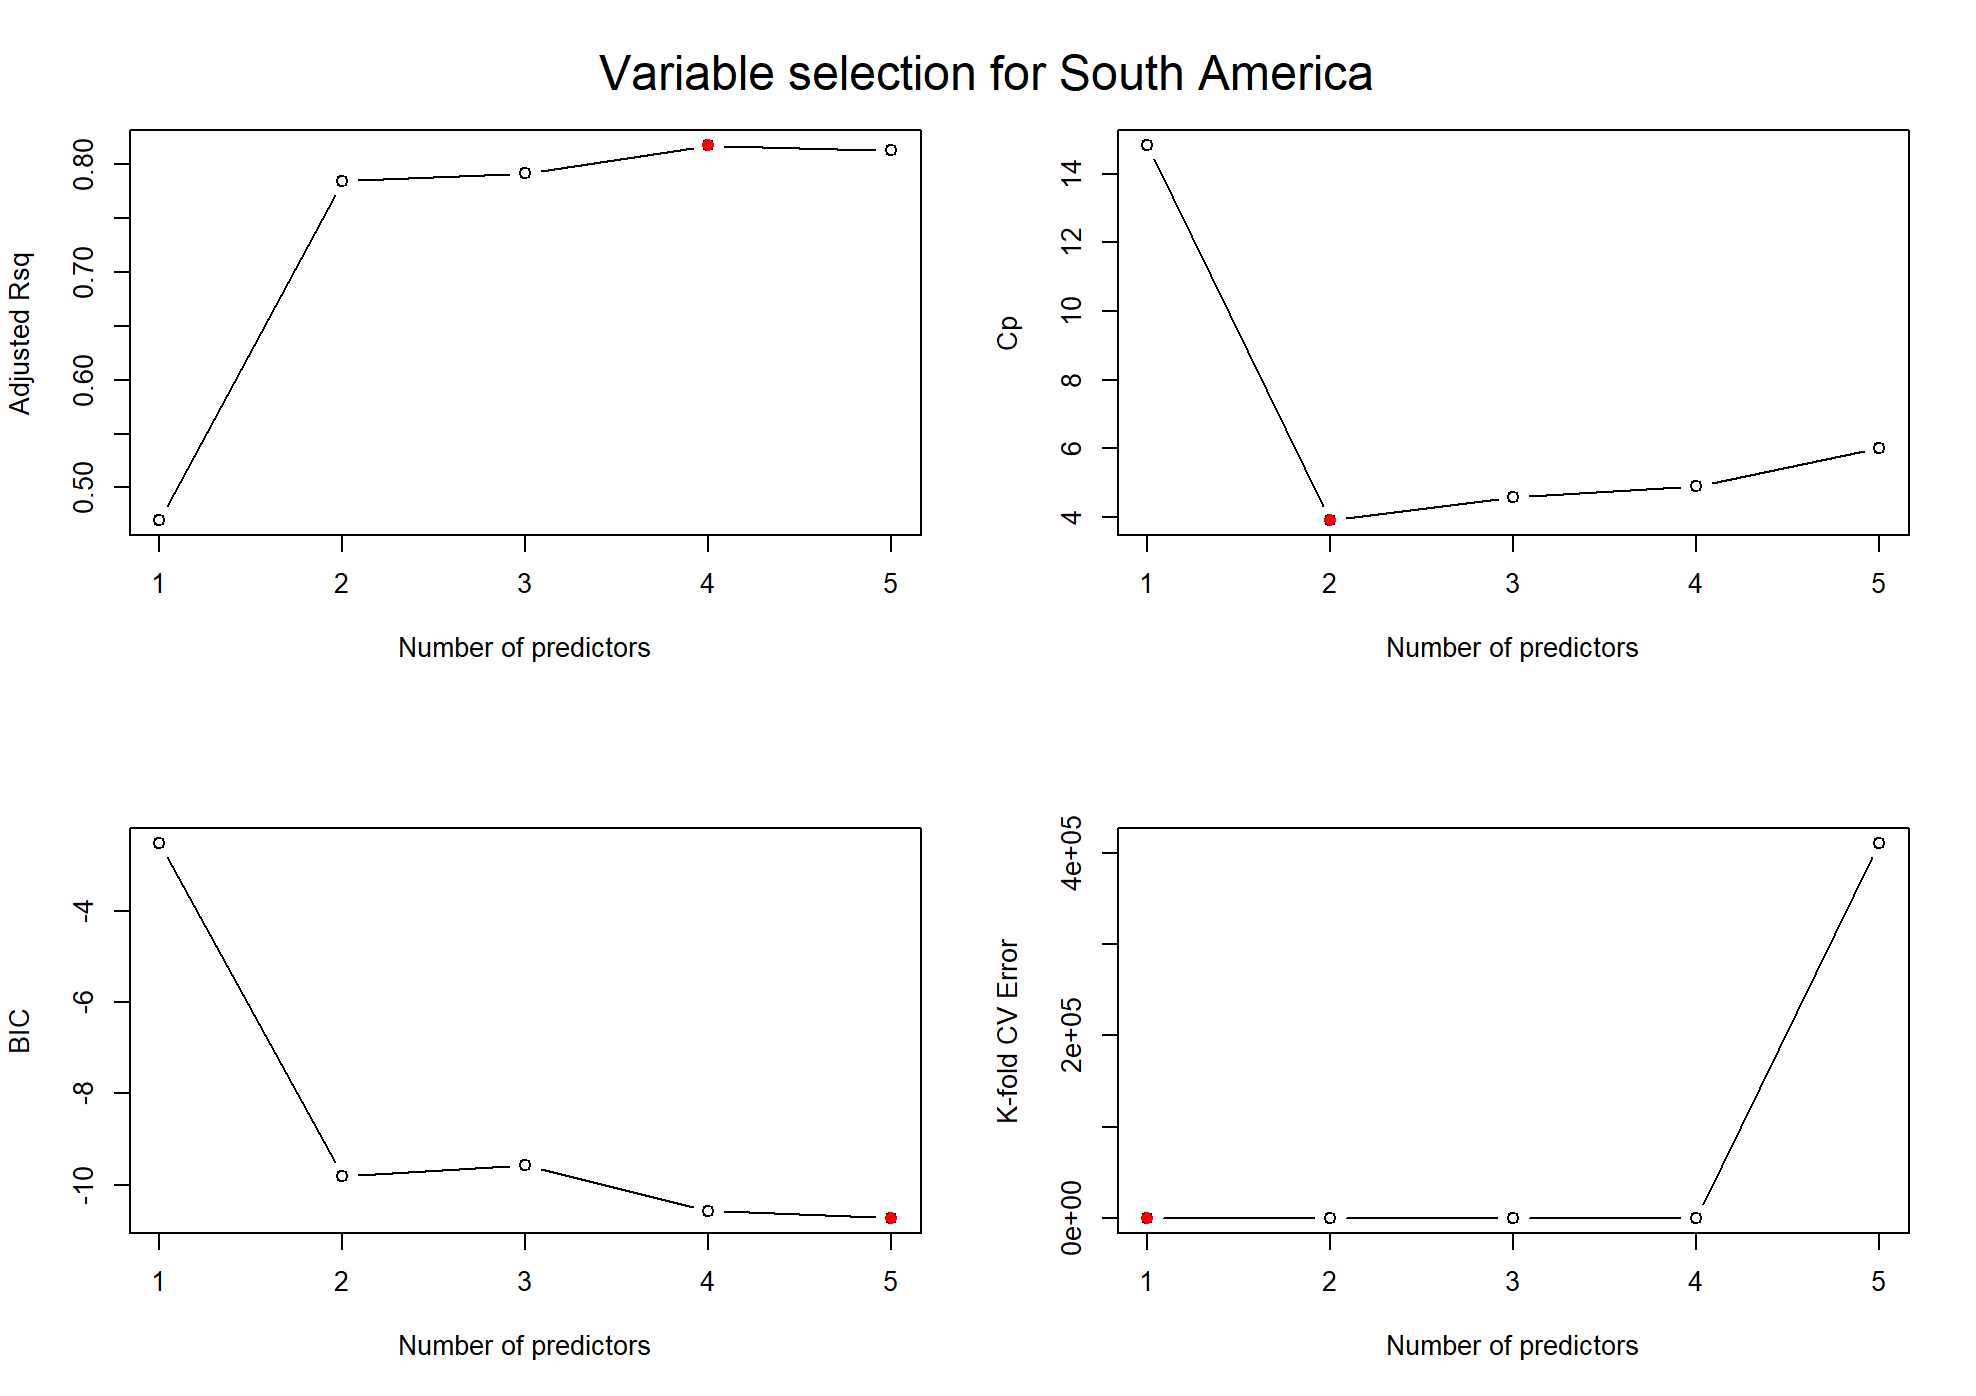 Variable selection for South America
Adjusted Rsq
0.50
0.60
0.70
0.80
1 2 3 4 5
Number of predictors
Cp
4
6
8
10
12
14
1 2 3 4 5
Number of predictors
BIC
-10
-8
-6
-4
1 2 3 4 5
Number of predictors
K-fold CV Error
0e+00
2e+05
4e+05
1 2 3 4 5
Number of predictors